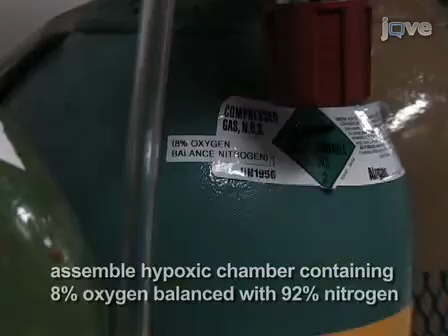 jove
COMPRESSED
GAS, N.O.S.
(8% OXYGEN
BALANCE NITROGEN)
UN1956
Airgas
assemble hypoxic chamber containing
8% oxygen balanced with 92% nitrogen